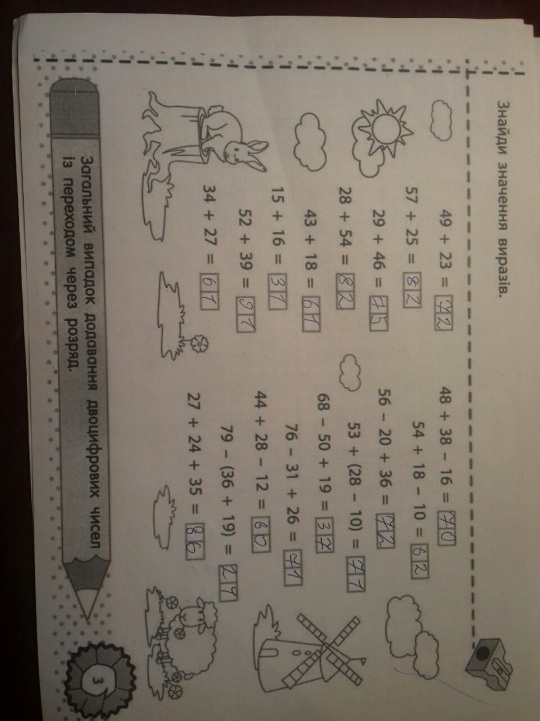 Знайди значення виразів.
49 + 23 = 72
57 + 25 = 82
29 + 46 = 75
28 + 54 = 82
43 + 18 = 61
15 + 16 = 31
52 + 39 = 91
34 + 27 = 61
48 + 38 − 16 = 70
54 + 18 − 10 = 62
56 − 20 + 36 = 72
53 + (28 − 10) = 71
68 − 50 + 19 = 37
76 − 31 + 26 = 71
44 + 28 − 12 = 60
79 − (36 + 19) = 24
27 + 24 + 35 = 86
Загальний випадок додавання двоцифрових чисел
із переходом через розряд.
3